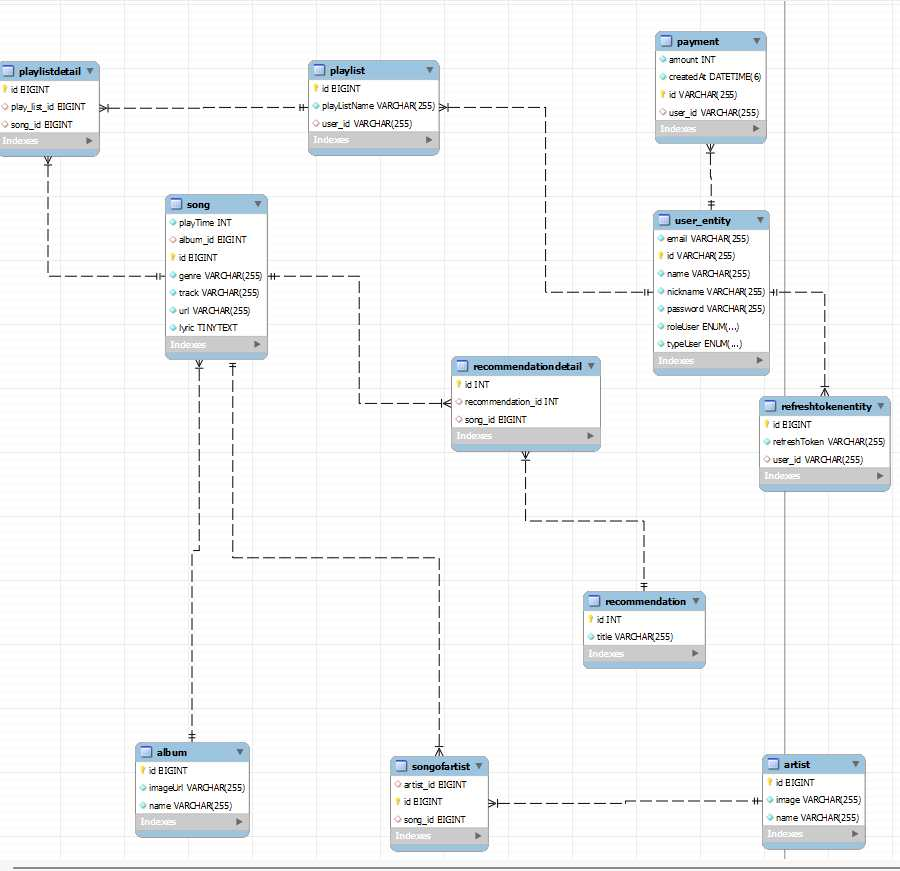 payment
amount INT
createdAt DATETIME(6)
id VARCHAR(255)
user_id VARCHAR(255)
Indexes
playlistdetail
id BIGINT
play_list_id BIGINT
song_id BIGINT
Indexes
playlist
id BIGINT
playListName VARCHAR(255)
user_id VARCHAR(255)
Indexes
song
playTime INT
album_id BIGINT
id BIGINT
genre VARCHAR(255)
track VARCHAR(255)
url VARCHAR(255)
lyric TINYTEXT
Indexes
user_entity
email VARCHAR(255)
id VARCHAR(255)
name VARCHAR(255)
nickname VARCHAR(255)
password VARCHAR(255)
roleUser ENUM(...)
typeUser ENUM(...)
Indexes
recommendationdetail
id INT
recommendation_id INT
song_id BIGINT
Indexes
refreshtokenentity
id BIGINT
refreshToken VARCHAR(255)
user_id VARCHAR(255)
Indexes
recommendation
id INT
title VARCHAR(255)
Indexes
album
id BIGINT
imageUrl VARCHAR(255)
name VARCHAR(255)
Indexes
songofartist
artist_id BIGINT
id BIGINT
song_id BIGINT
Indexes
artist
id BIGINT
image VARCHAR(255)
name VARCHAR(255)
Indexes